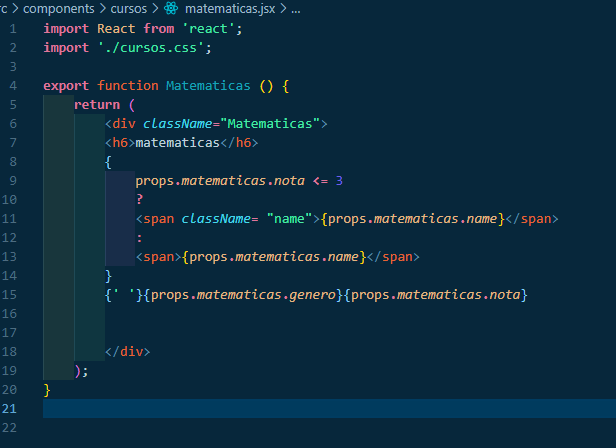 rc > components > cursos > matematicas.jsx > ...
1 import React from 'react';
2 import './cursos.css';
3
4 export function Matematicas () {
5 return (
6 <div className="Matematicas">
7 <h6>matematicas</h6>
8 {
9 props.matematicas.nota <= 3
10 ?
11 <span className= "name">{props.matematicas.name}</span>
12 :
13 <span>{props.matematicas.name}</span>
14 }
15 {' '}{props.matematicas.genero}{props.matematicas.nota}
16
17
18 </div>
19 );
20 }
21
22